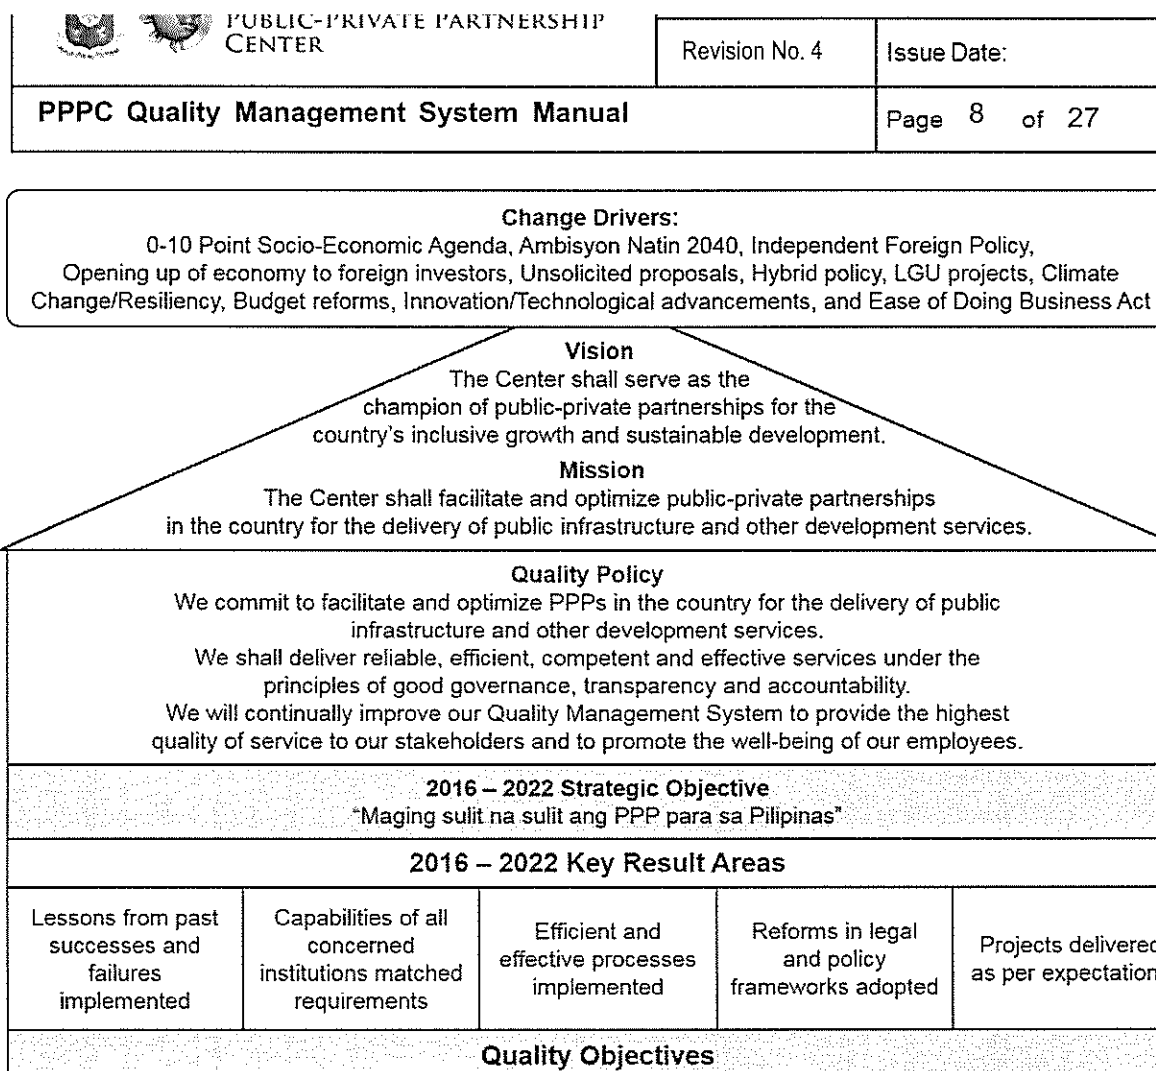 PUBLIC-PRIVATE PARTNERSHIP
CENTER
Revision No. 4
Issue Date:
PPPC Quality Management System Manual
Page 8 of 27
Change Drivers:
0-10 Point Socio-Economic Agenda, Ambisyon Natin 2040, Independent Foreign Policy,
Opening up of economy to foreign investors, Unsolicited proposals, Hybrid policy, LGU projects, Climate
Change/Resiliency, Budget reforms, Innovation/Technological advancements, and Ease of Doing Business Act
Vision
The Center shall serve as the
champion of public-private partnerships for the
country's inclusive growth and sustainable development.
Mission
The Center shall facilitate and optimize public-private partnerships
in the country for the delivery of public infrastructure and other development services.
Quality Policy
We commit to facilitate and optimize PPPs in the country for the delivery of public
infrastructure and other development services.
We shall deliver reliable, efficient, competent and effective services under the
principles of good governance, transparency and accountability.
We will continually improve our Quality Management System to provide the highest
quality of service to our stakeholders and to promote the well-being of our employees.
2016 – 2022 Strategic Objective
"Maging sulit na sulit ang PPP para sa Pilipinas"
2016 – 2022 Key Result Areas
Lessons from past
successes and
failures
implemented
Capabilities of all
concerned
institutions matched
requirements
Efficient and
effective processes
implemented
Reforms in legal
and policy
frameworks adopted
Projects delivered
as per expectation
Quality Objectives